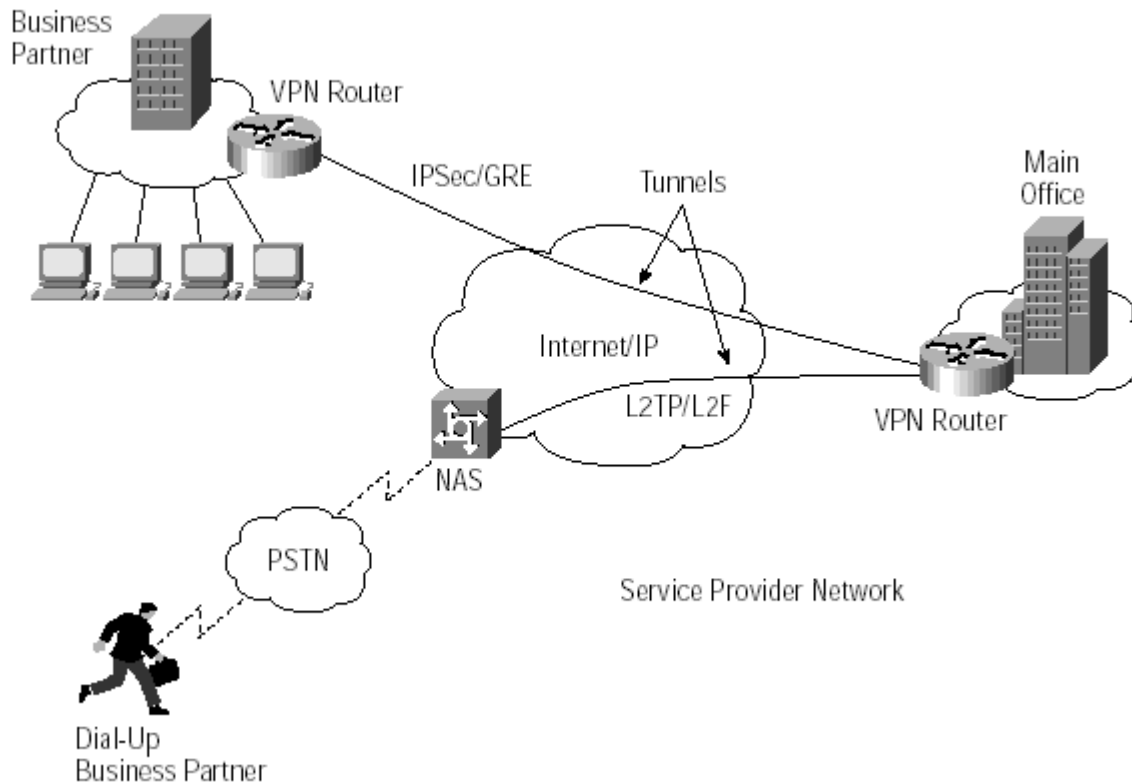 Business
Partner
VPN Router
IPSec/GRE
Tunnels
Main
Office
Internet/IP
L2TP/L2F
VPN Router
NAS
PSTN
Service Provider Network
Dial-Up
Business Partner